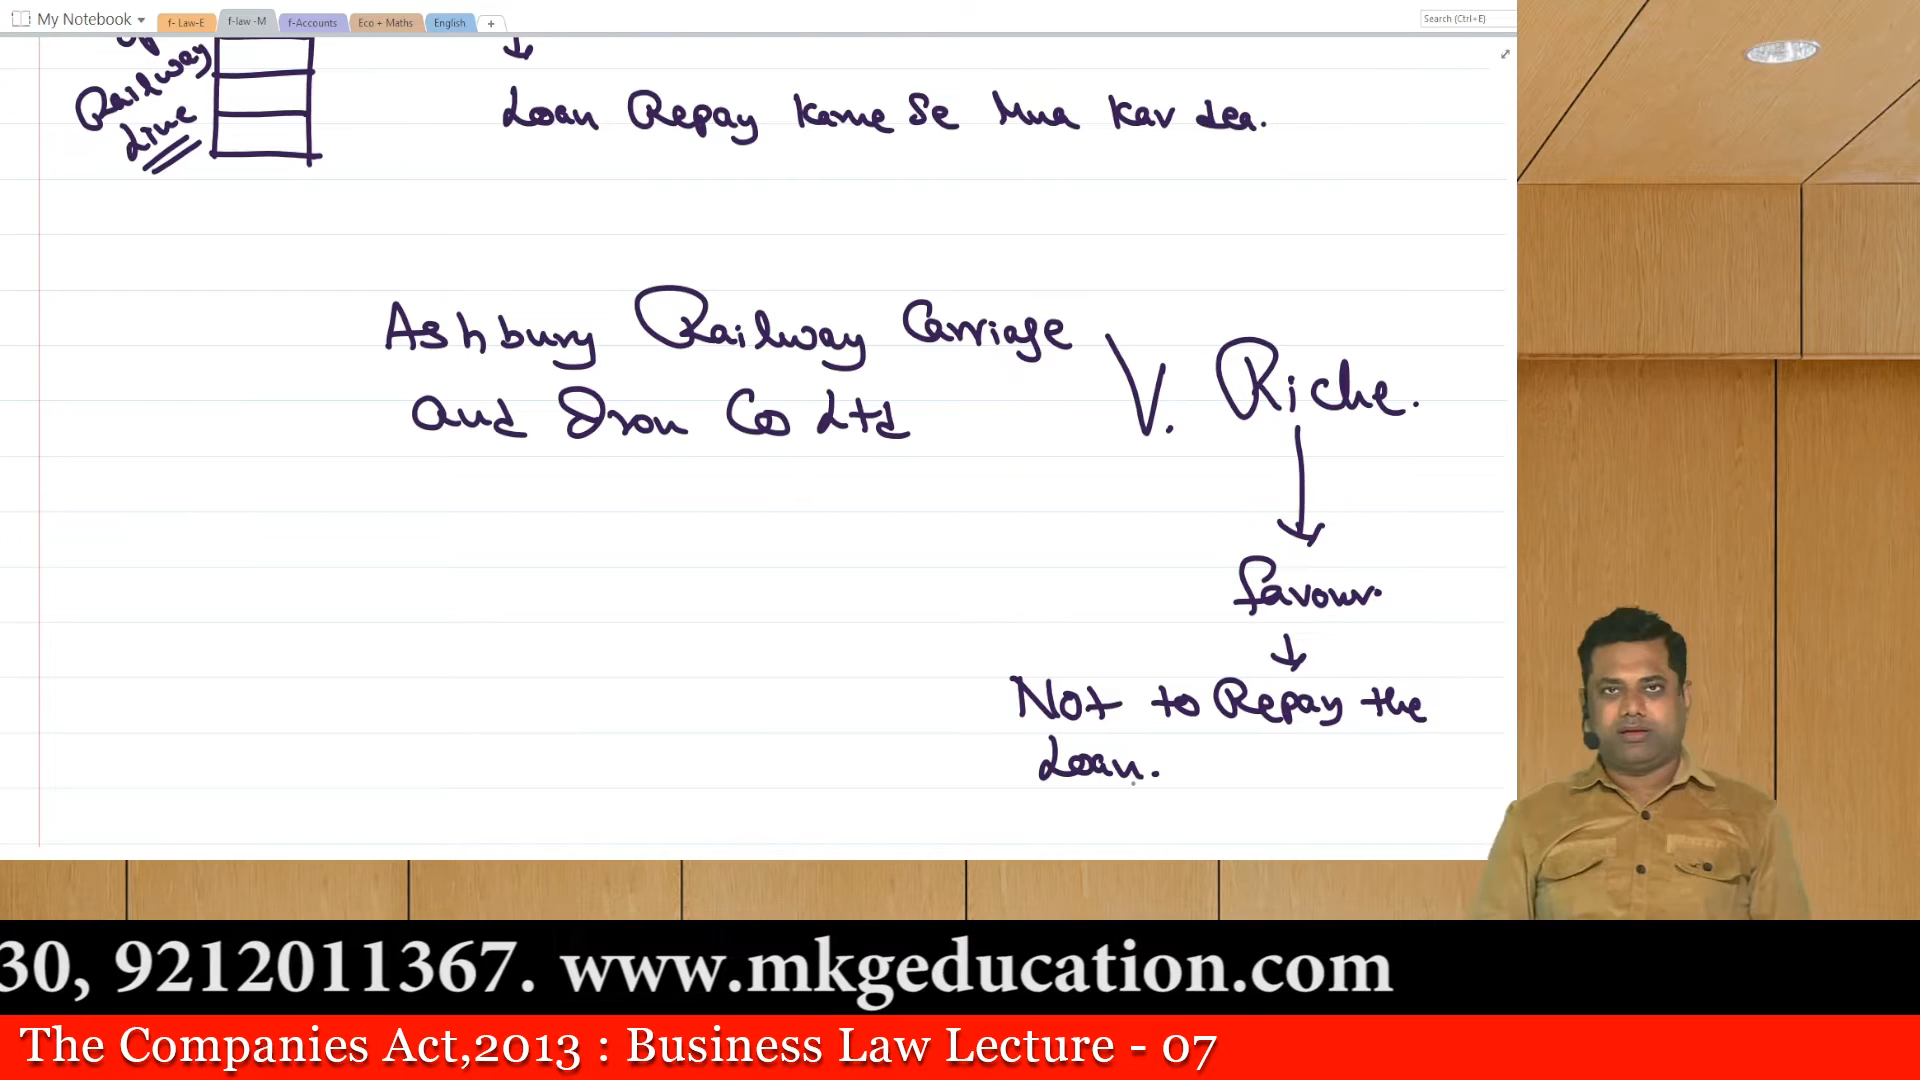 My Notebook
f- Law-E
f-law -M
f-Accounts
Eco + Maths
English
Search (Ctrl+E)
of
Railway
Line
Loan Repay Karne Se Mna Kar dea.
Ashbury Railway Carriage
and Iron Co Ltd
V. Riche.
favour.
Not to Repay the
Loan.
30, 9212011367. www.mkgeducation.com
The Companies Act,2013 : Business Law Lecture - 07